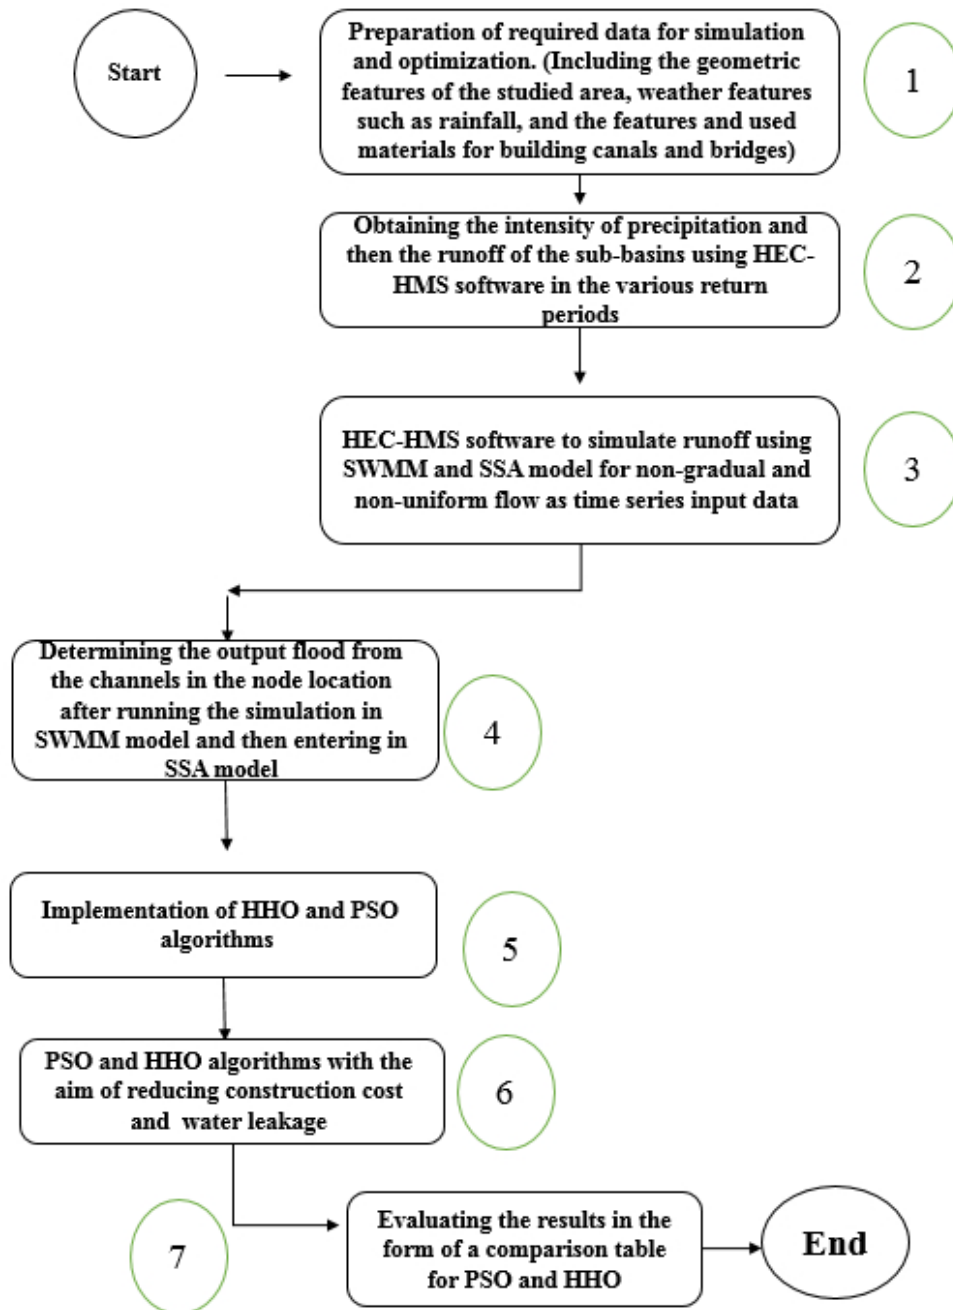 Start
Preparation of required data for simulation
and optimization. (Including the geometric
features of the studied area, weather features
such as rainfall, and the features and used
materials for building canals and bridges)
1
Obtaining the intensity of precipitation and
then the runoff of the sub-basins using HEC-
HMS software in the various return
periods
2
HEC-HMS software to simulate runoff using
SWMM and SSA model for non-gradual and
non-uniform flow as time series input data
3
Determining the output flood from
the channels in the node location
after running the simulation in
SWMM model and then entering in
SSA model
4
Implementation of HHO and PSO
algorithms
5
PSO and HHO algorithms with the
aim of reducing construction cost
and water leakage
6
7
Evaluating the results in the
form of a comparison table
for PSO and HHO
End